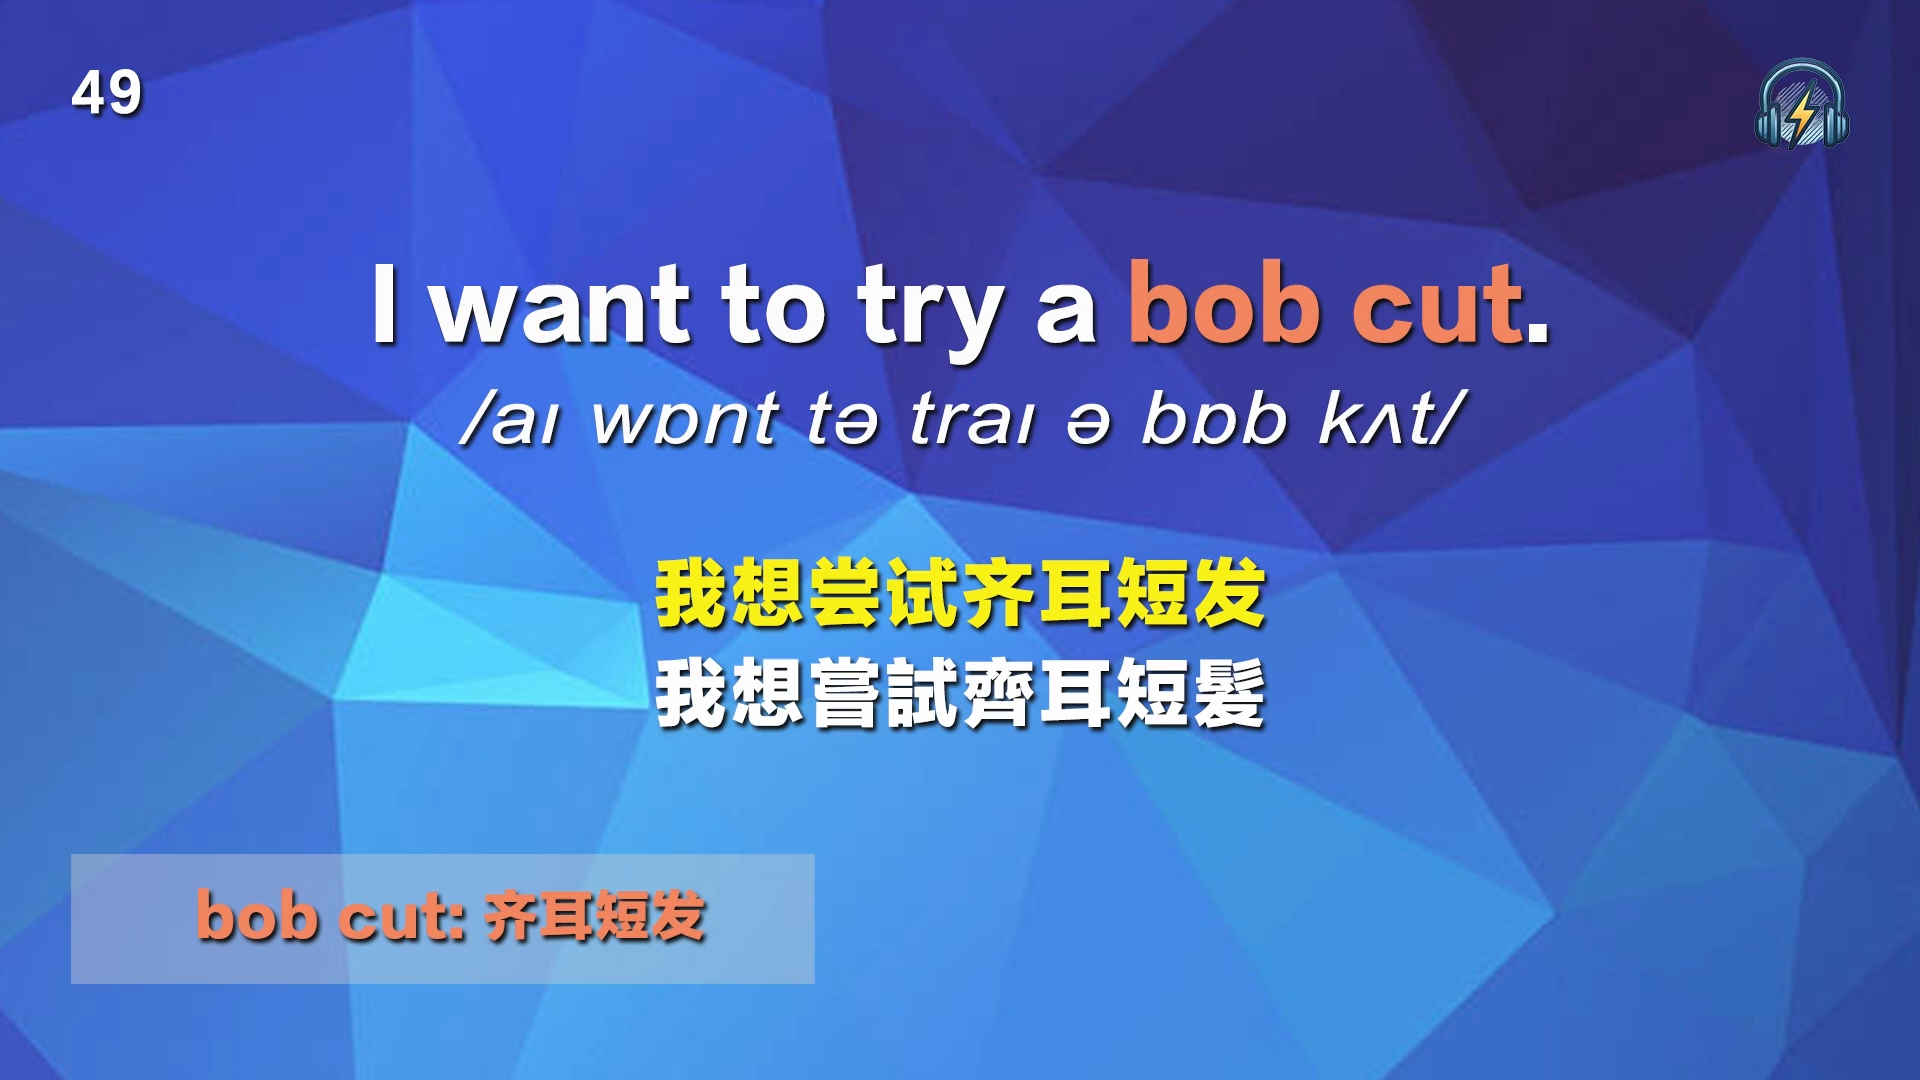 49
I want to try a bob cut.
/aɪ wɒnt tə traɪ ə bɒb kʌt/
我想尝试齐耳短发
我想嘗試齊耳短髮
bob cut: 齐耳短发